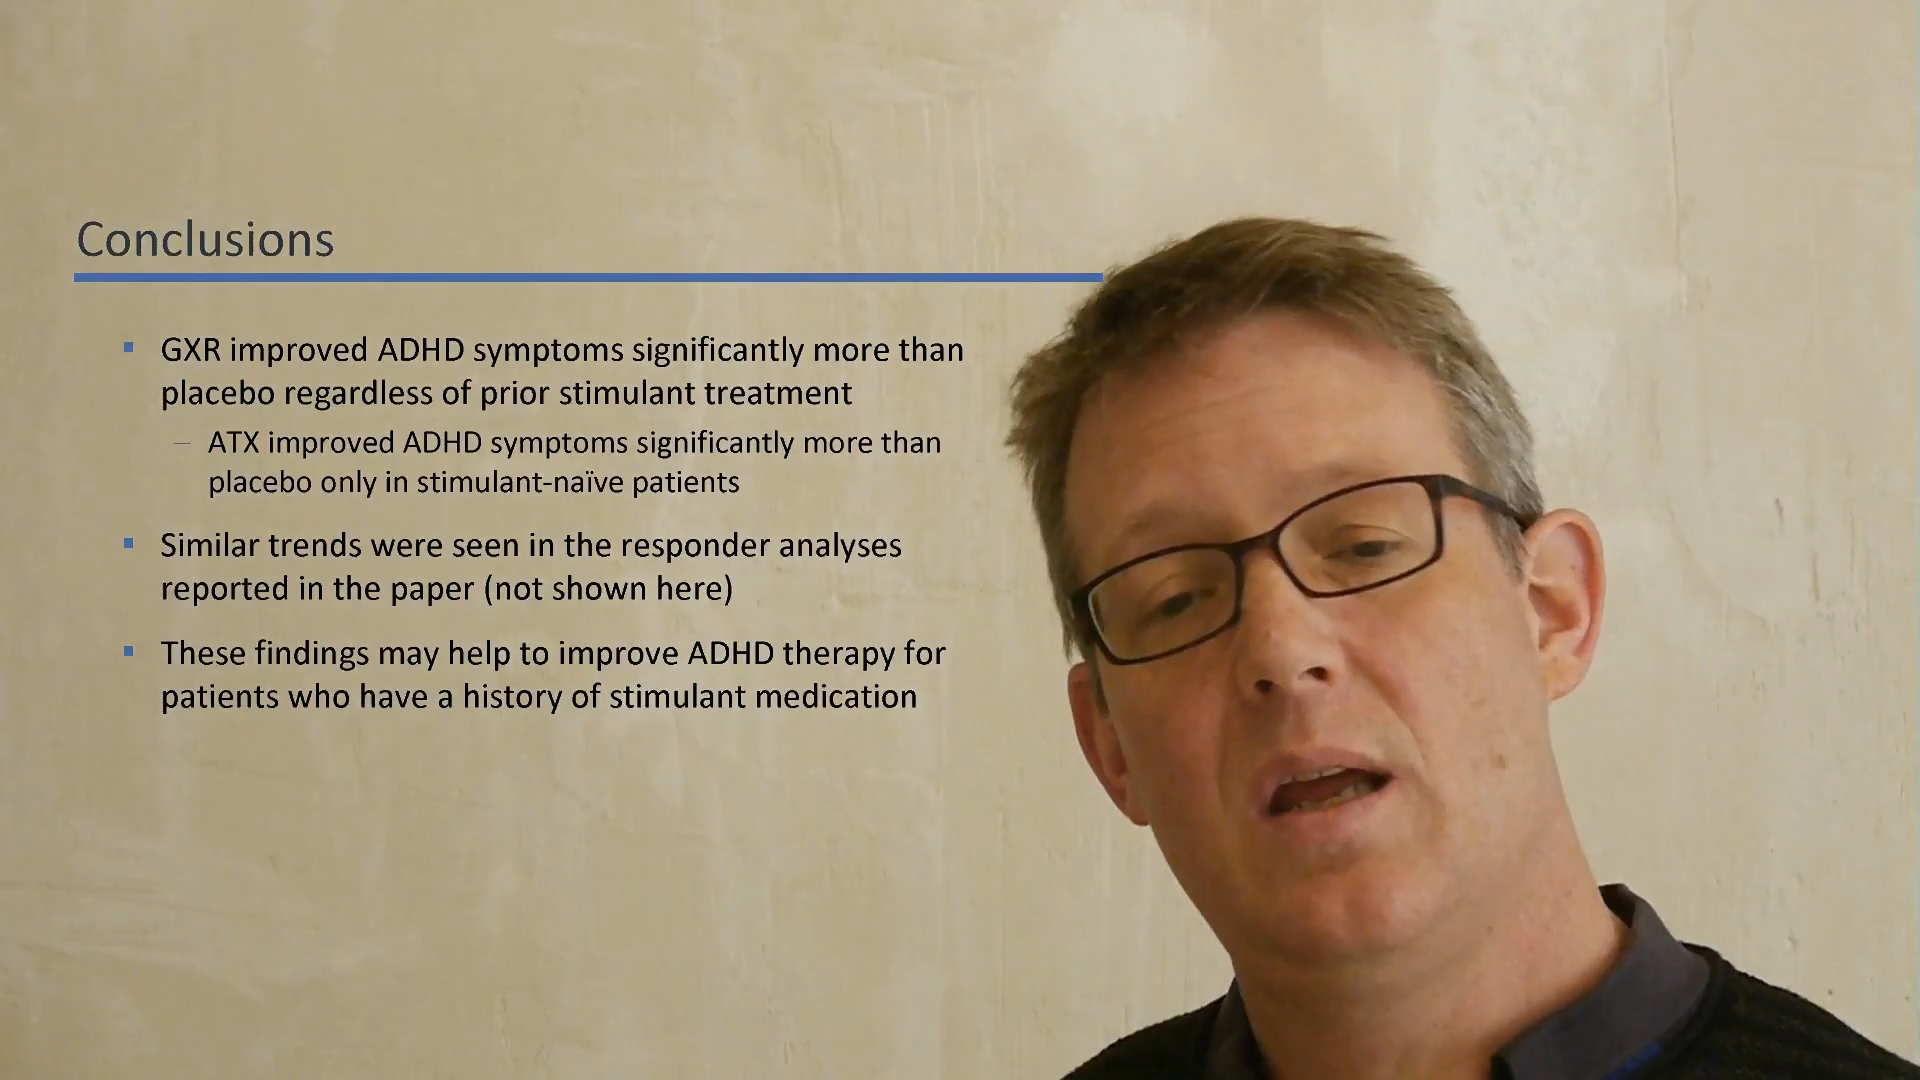 Conclusions
GXR improved ADHD symptoms significantly more than
placebo regardless of prior stimulant treatment
– ATX improved ADHD symptoms significantly more than
placebo only in stimulant-naïve patients
Similar trends were seen in the responder analyses
reported in the paper (not shown here)
These findings may help to improve ADHD therapy for
patients who have a history of stimulant medication